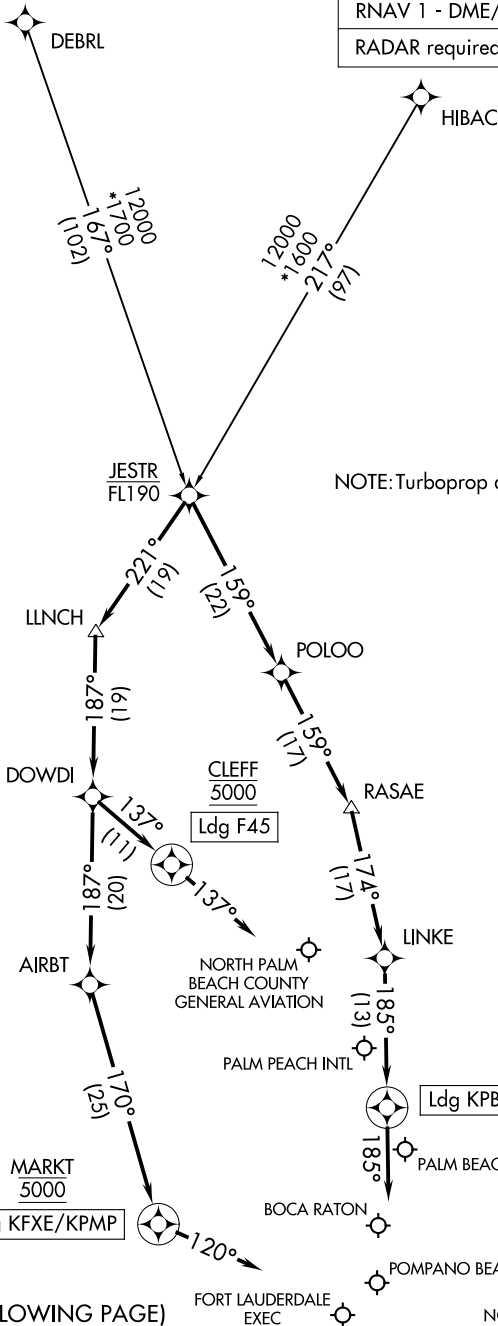 RNAV 1 - DME/
RADAR required
DEBRL
HIBAC
12000
*1700
167°
(102)
12000
*1600
217°
(97)
JESTR
FL190
NOTE: Turboprop
221°
(19)
159°
(22)
LLNCH
POLOO
187°
(19)
159°
(17)
DOWDI
CLEFF
5000
Ldg F45
RASAE
137°
(11)
137°
187°
(20)
174°
(17)
LINKE
AIRBT
NORTH PALM
BEACH COUNTY
GENERAL AVIATION
185°
(13)
PALM PEACH INTL
170°
(25)
Ldg KPB
185°
PALM BEAC
MARKT
5000
KFXE/KPMP
BOCA RATON
120°
POMPANO BEA
LOWING PAGE)
FORT LAUDERDALE
EXEC